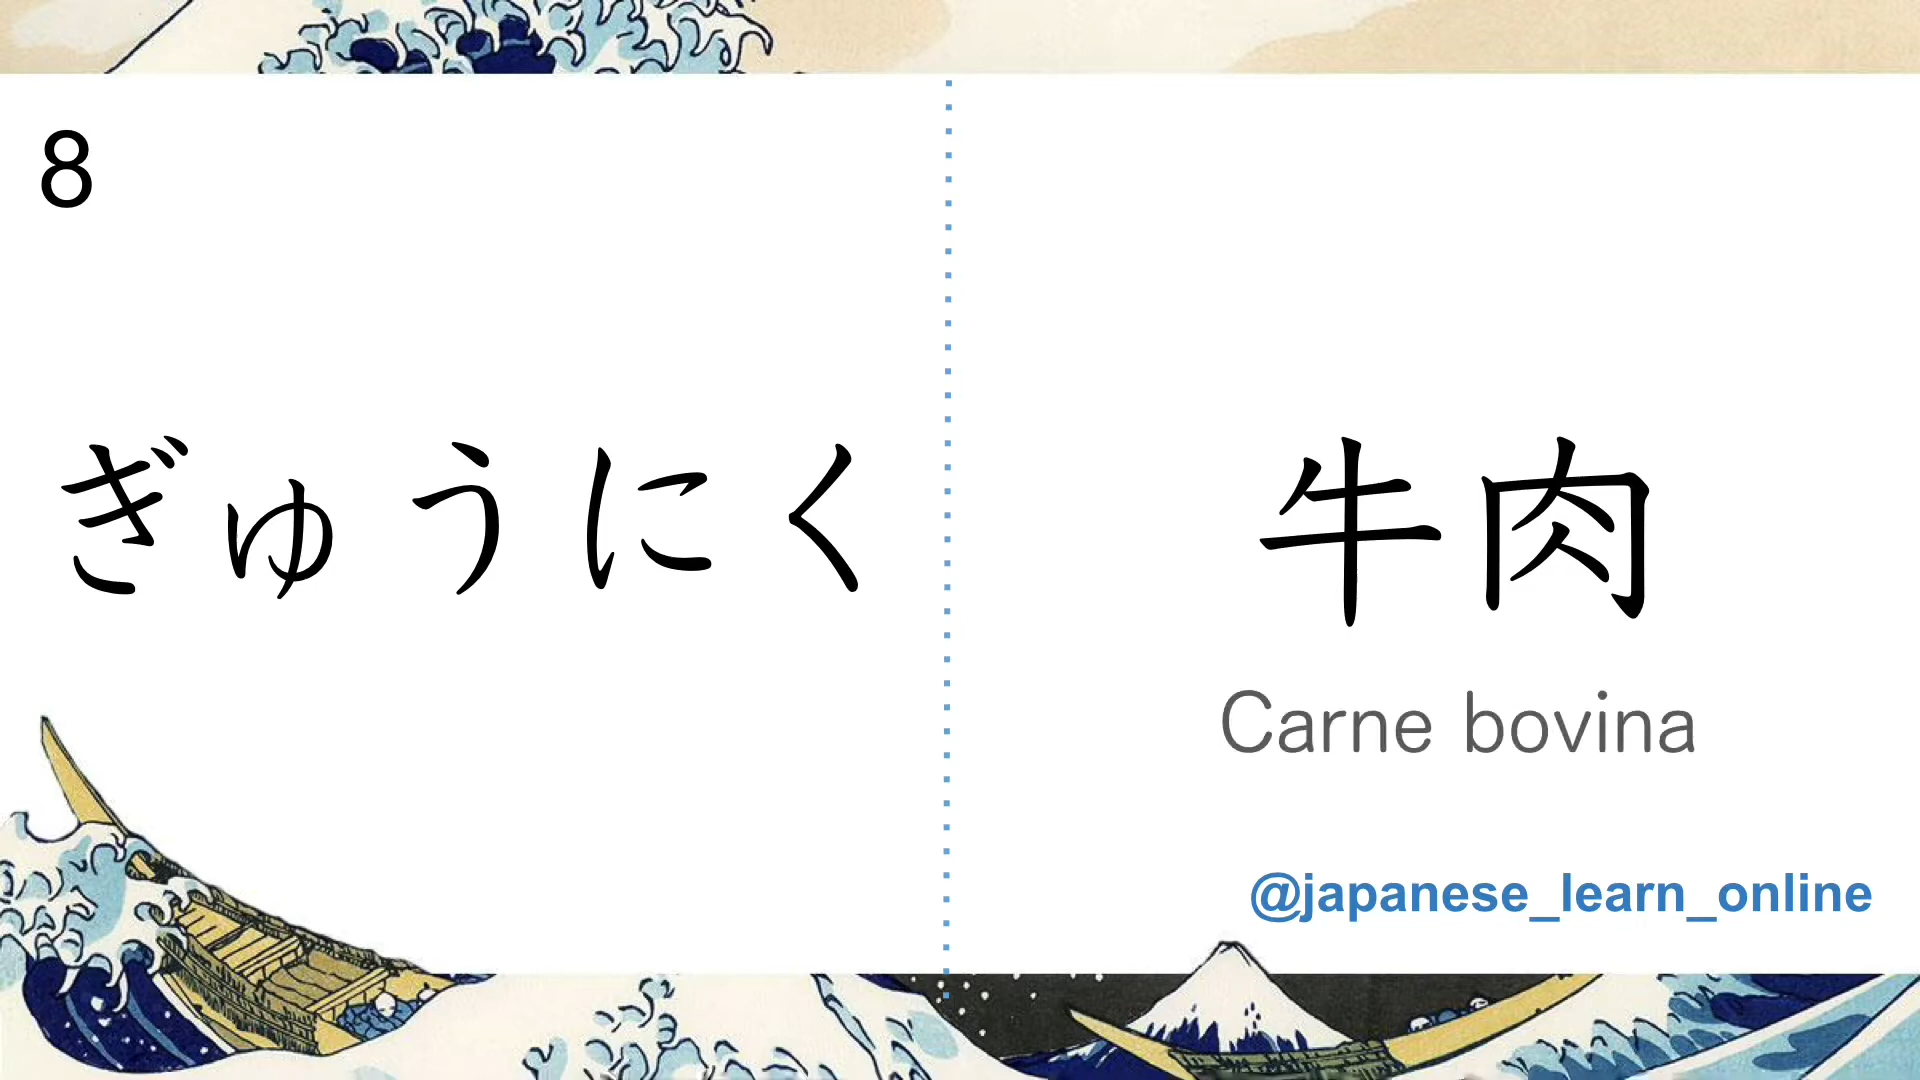 8
ぎゅうにく
牛肉
Carne bovina
@japanese_learn_online